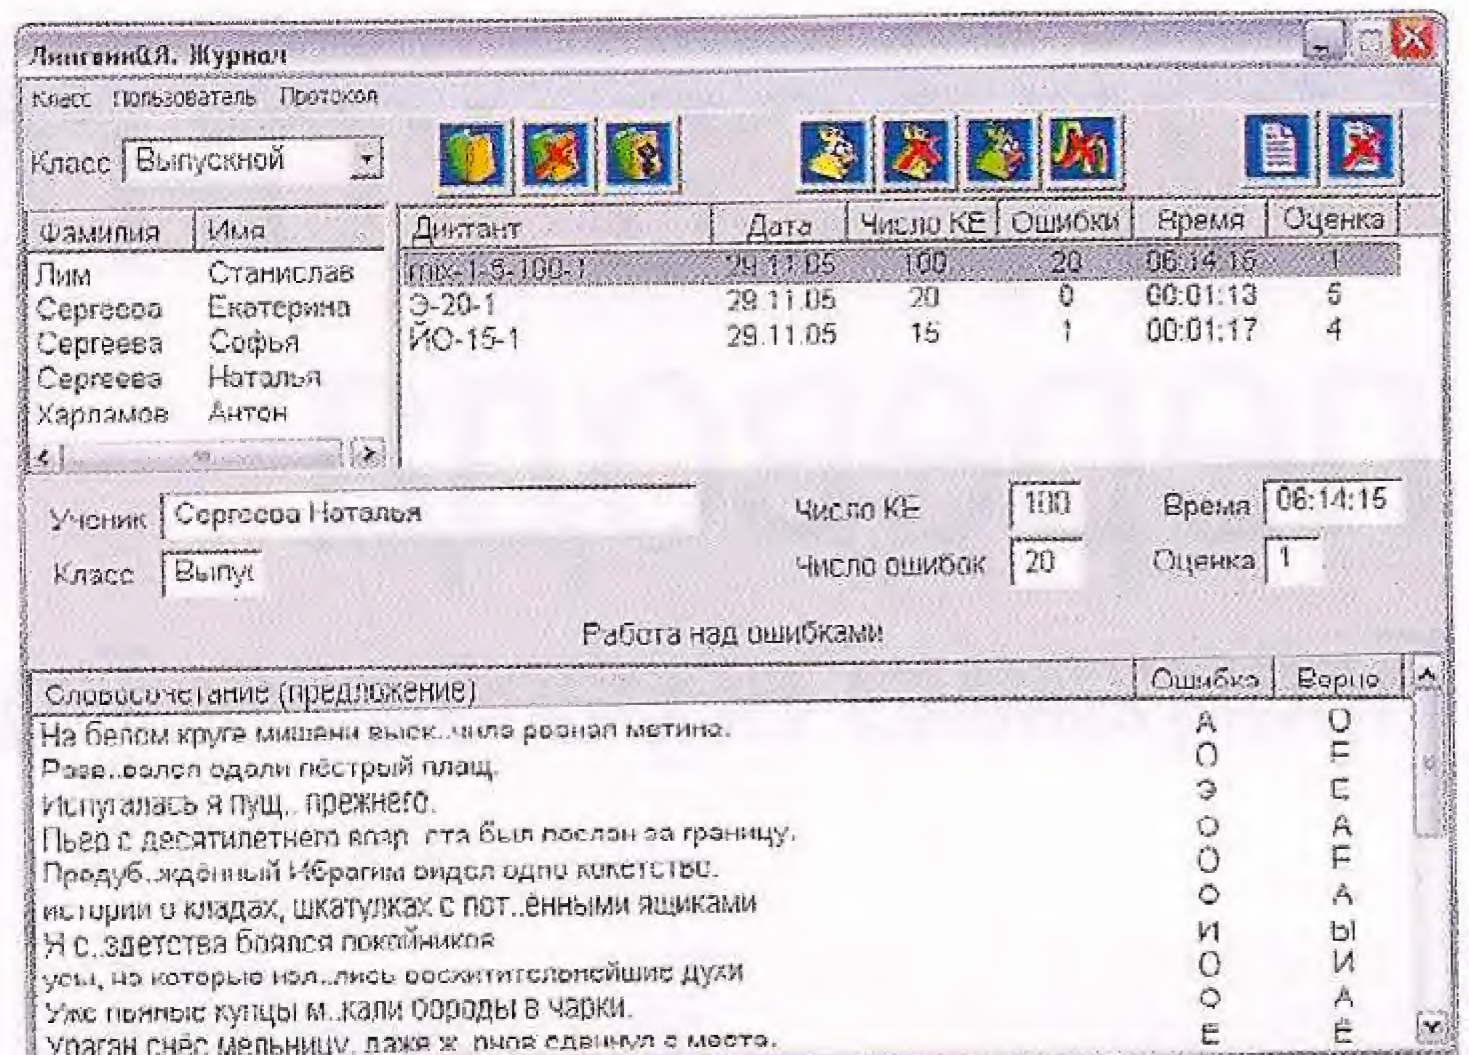 Лингвин0.9. Журнал
Класс Пользователь Протокол
Класс Выпускной
Фамилия Имя Диктант Дата Число КЕ Ошибки Время Оценка
Лим Станислав mix-1-5-100-1 29.11.05 100 20 06:14:15 1
Сергеева Екатерина Э-20-1 29.11.05 20 0 00:01:13 5
Сергеева Софья ЙО-15-1 29.11.05 15 1 00:01:17 4
Сергеева Наталья
Харламов Антон
Ученик Сергеева Наталья Число КЕ 100 Время 06:14:15
Класс Выпус Число ошибок 20 Оценка 1
Работа над ошибками
Словосочетание (предложение) Ошибка Верно
На белом круге мишени выск..чила рваная метина. А О
Разве..вался вдали пёстрый плащ. О Е
Испугалась я пущ.. прежнего. Э Е
Пьер с десятилетнего возр..ста был послан за границу. О А
Предуб..ждённый Ибрагим видел одно кокетство. О Е
истории о кладах, шкатулках с пот..ёнными ящиками О А
Я с..здетства боялся покойников И Ы
усы, на которые изл..лись восхитительнейшие духи О И
Уже пьяные купцы м..кали бороды в чарки. О А
Ураган снёс мельницу, даже ж..рнов сдвинул с места. Е Ё